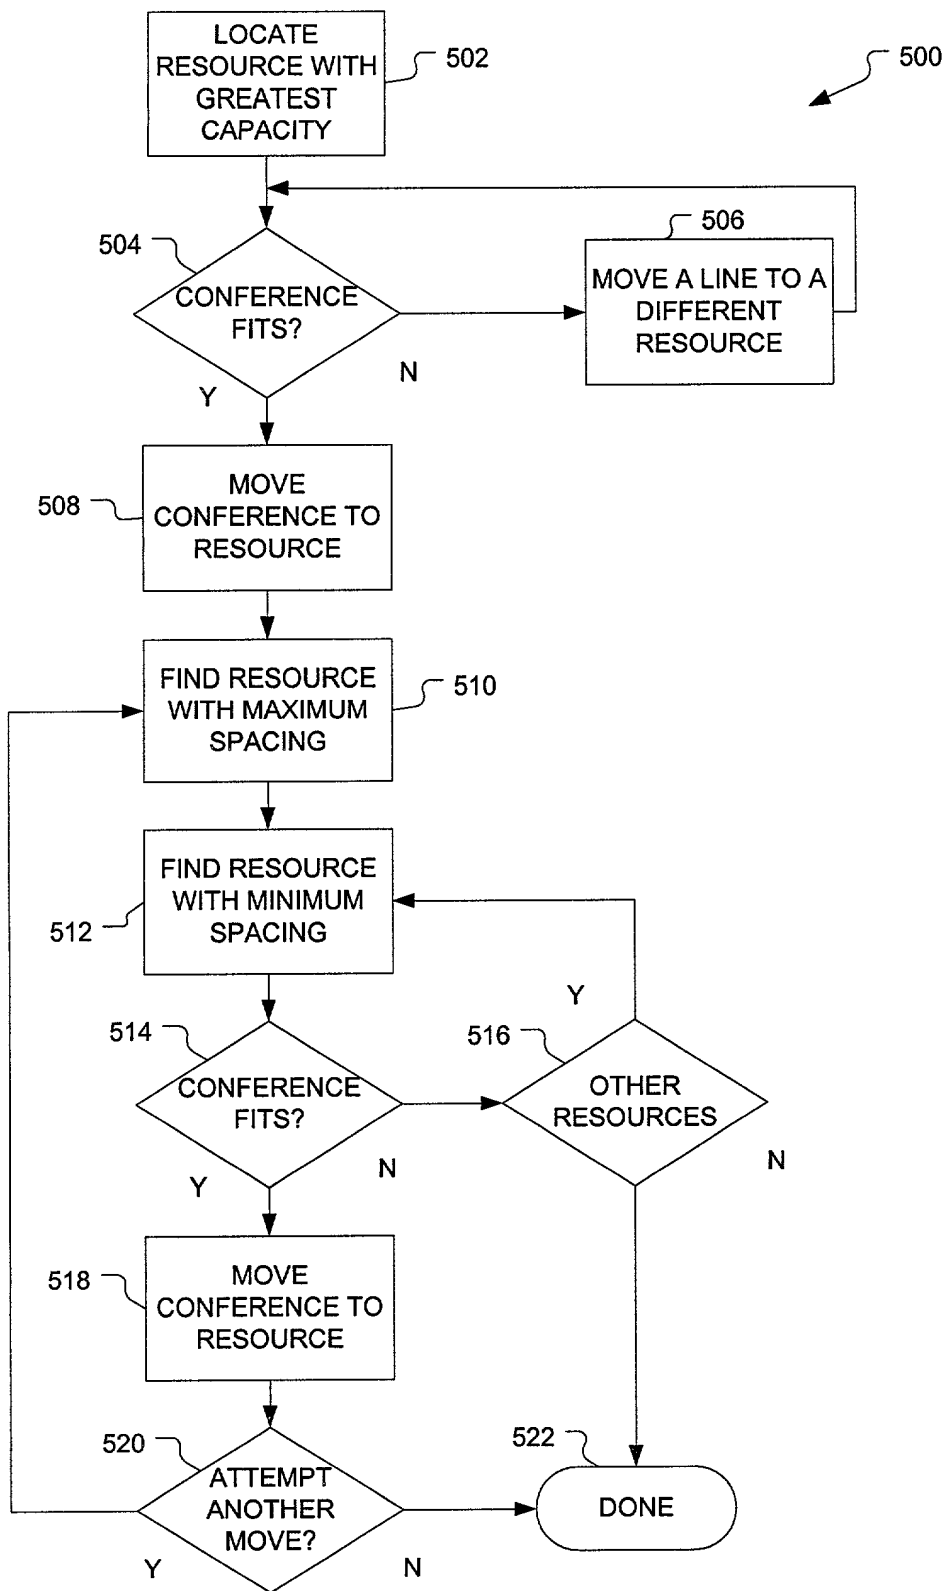 LOCATE
RESOURCE WITH
GREATEST
CAPACITY
502
500
504
CONFERENCE
FITS?
Y
N
506
MOVE A LINE TO A
DIFFERENT
RESOURCE
508
MOVE
CONFERENCE TO
RESOURCE
FIND RESOURCE
WITH MAXIMUM
SPACING
510
FIND RESOURCE
WITH MINIMUM
SPACING
512
514
CONFERENCE
FITS?
Y
N
516
OTHER
RESOURCES
Y
N
518
MOVE
CONFERENCE TO
RESOURCE
520
ATTEMPT
ANOTHER
MOVE?
Y
N
522
DONE